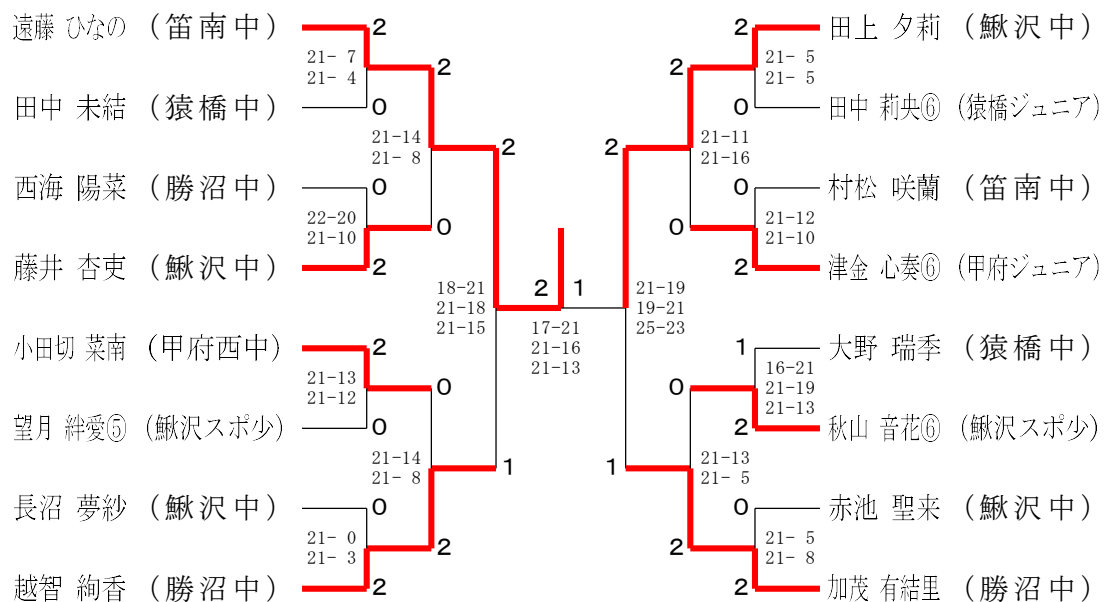 遠藤 ひなの (笛南中) 2
21- 7
21- 4
田中 未結 (猿橋中) 0
2
21-14
21- 8
西海 陽菜 (勝沼中) 0
22-20
21-10
藤井 杏吏 (鰍沢中) 2
0
2
18-21
21-18
21-15
小田切 菜南 (甲府西中) 2
21-13
21-12
望月 絆愛⑤ (鰍沢スポ少) 0
0
21-14
21- 8
長沼 夢紗 (鰍沢中) 0
21- 0
21- 3
越智 絢香 (勝沼中) 2
2
1
2 1
17-21
21-16
21-13
2 田上 夕莉 (鰍沢中)
21- 5
21- 5
0 田中 莉央⑥ (猿橋ジュニア)
2
21-11
21-16
0 村松 咲蘭 (笛南中)
21-12
21-10
2 津金 心奏⑥ (甲府ジュニア)
0
2
21-19
19-21
25-23
1 大野 瑞季 (猿橋中)
16-21
21-19
21-13
2 秋山 音花⑥ (鰍沢スポ少)
0
21-13
21- 5
0 赤池 聖来 (鰍沢中)
21- 5
21- 8
2 加茂 有結里 (勝沼中)
2
1